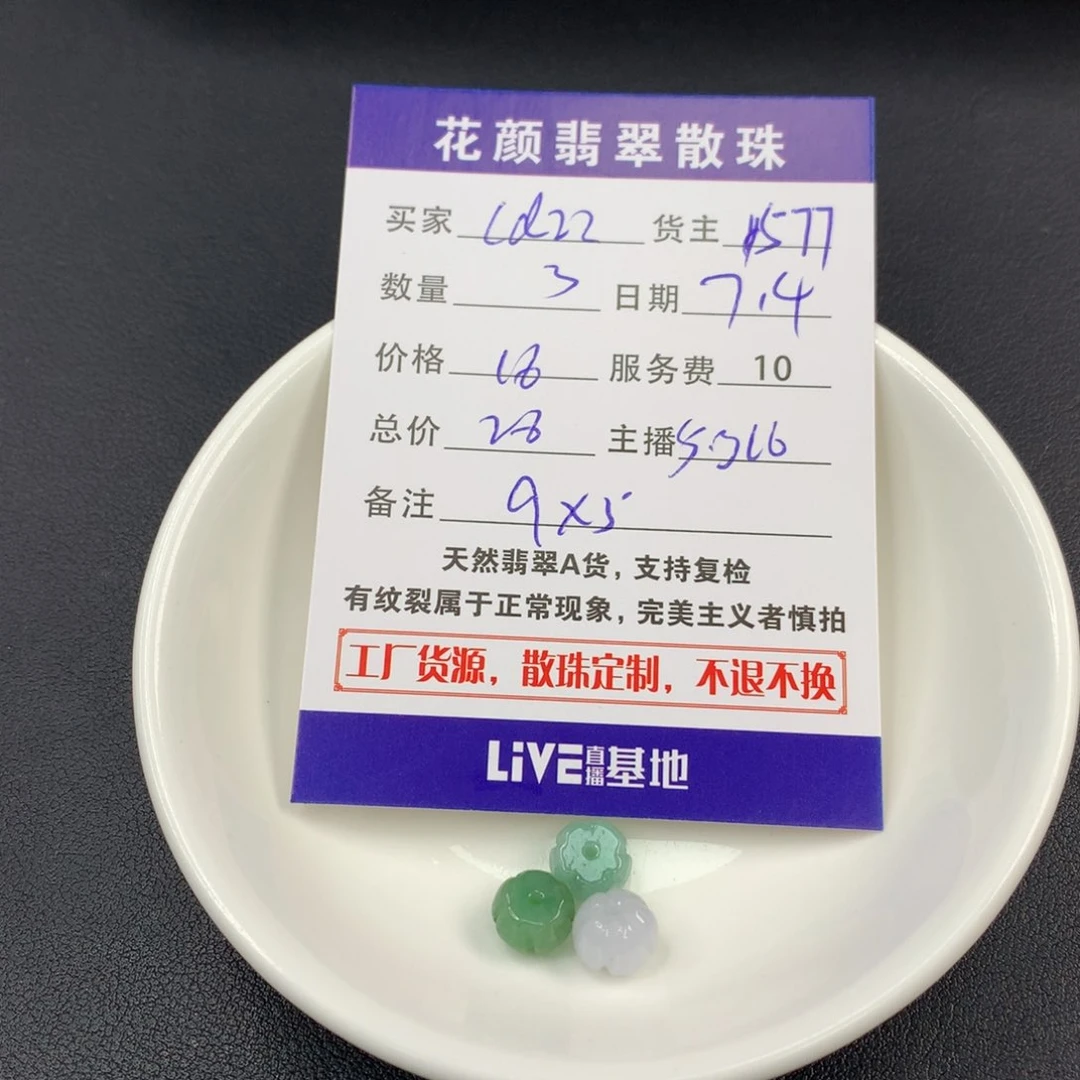 花颜翡翠散珠
买家 货主 577
数量 3 日期 7.4
价格 18 服务费 10
总价 28 主播
备注 9×5
天然翡翠A货，支持复检
有纹裂属于正常现象，完美主义者慎拍
工厂货源，散珠定制，不退不换
LiVE直播基地